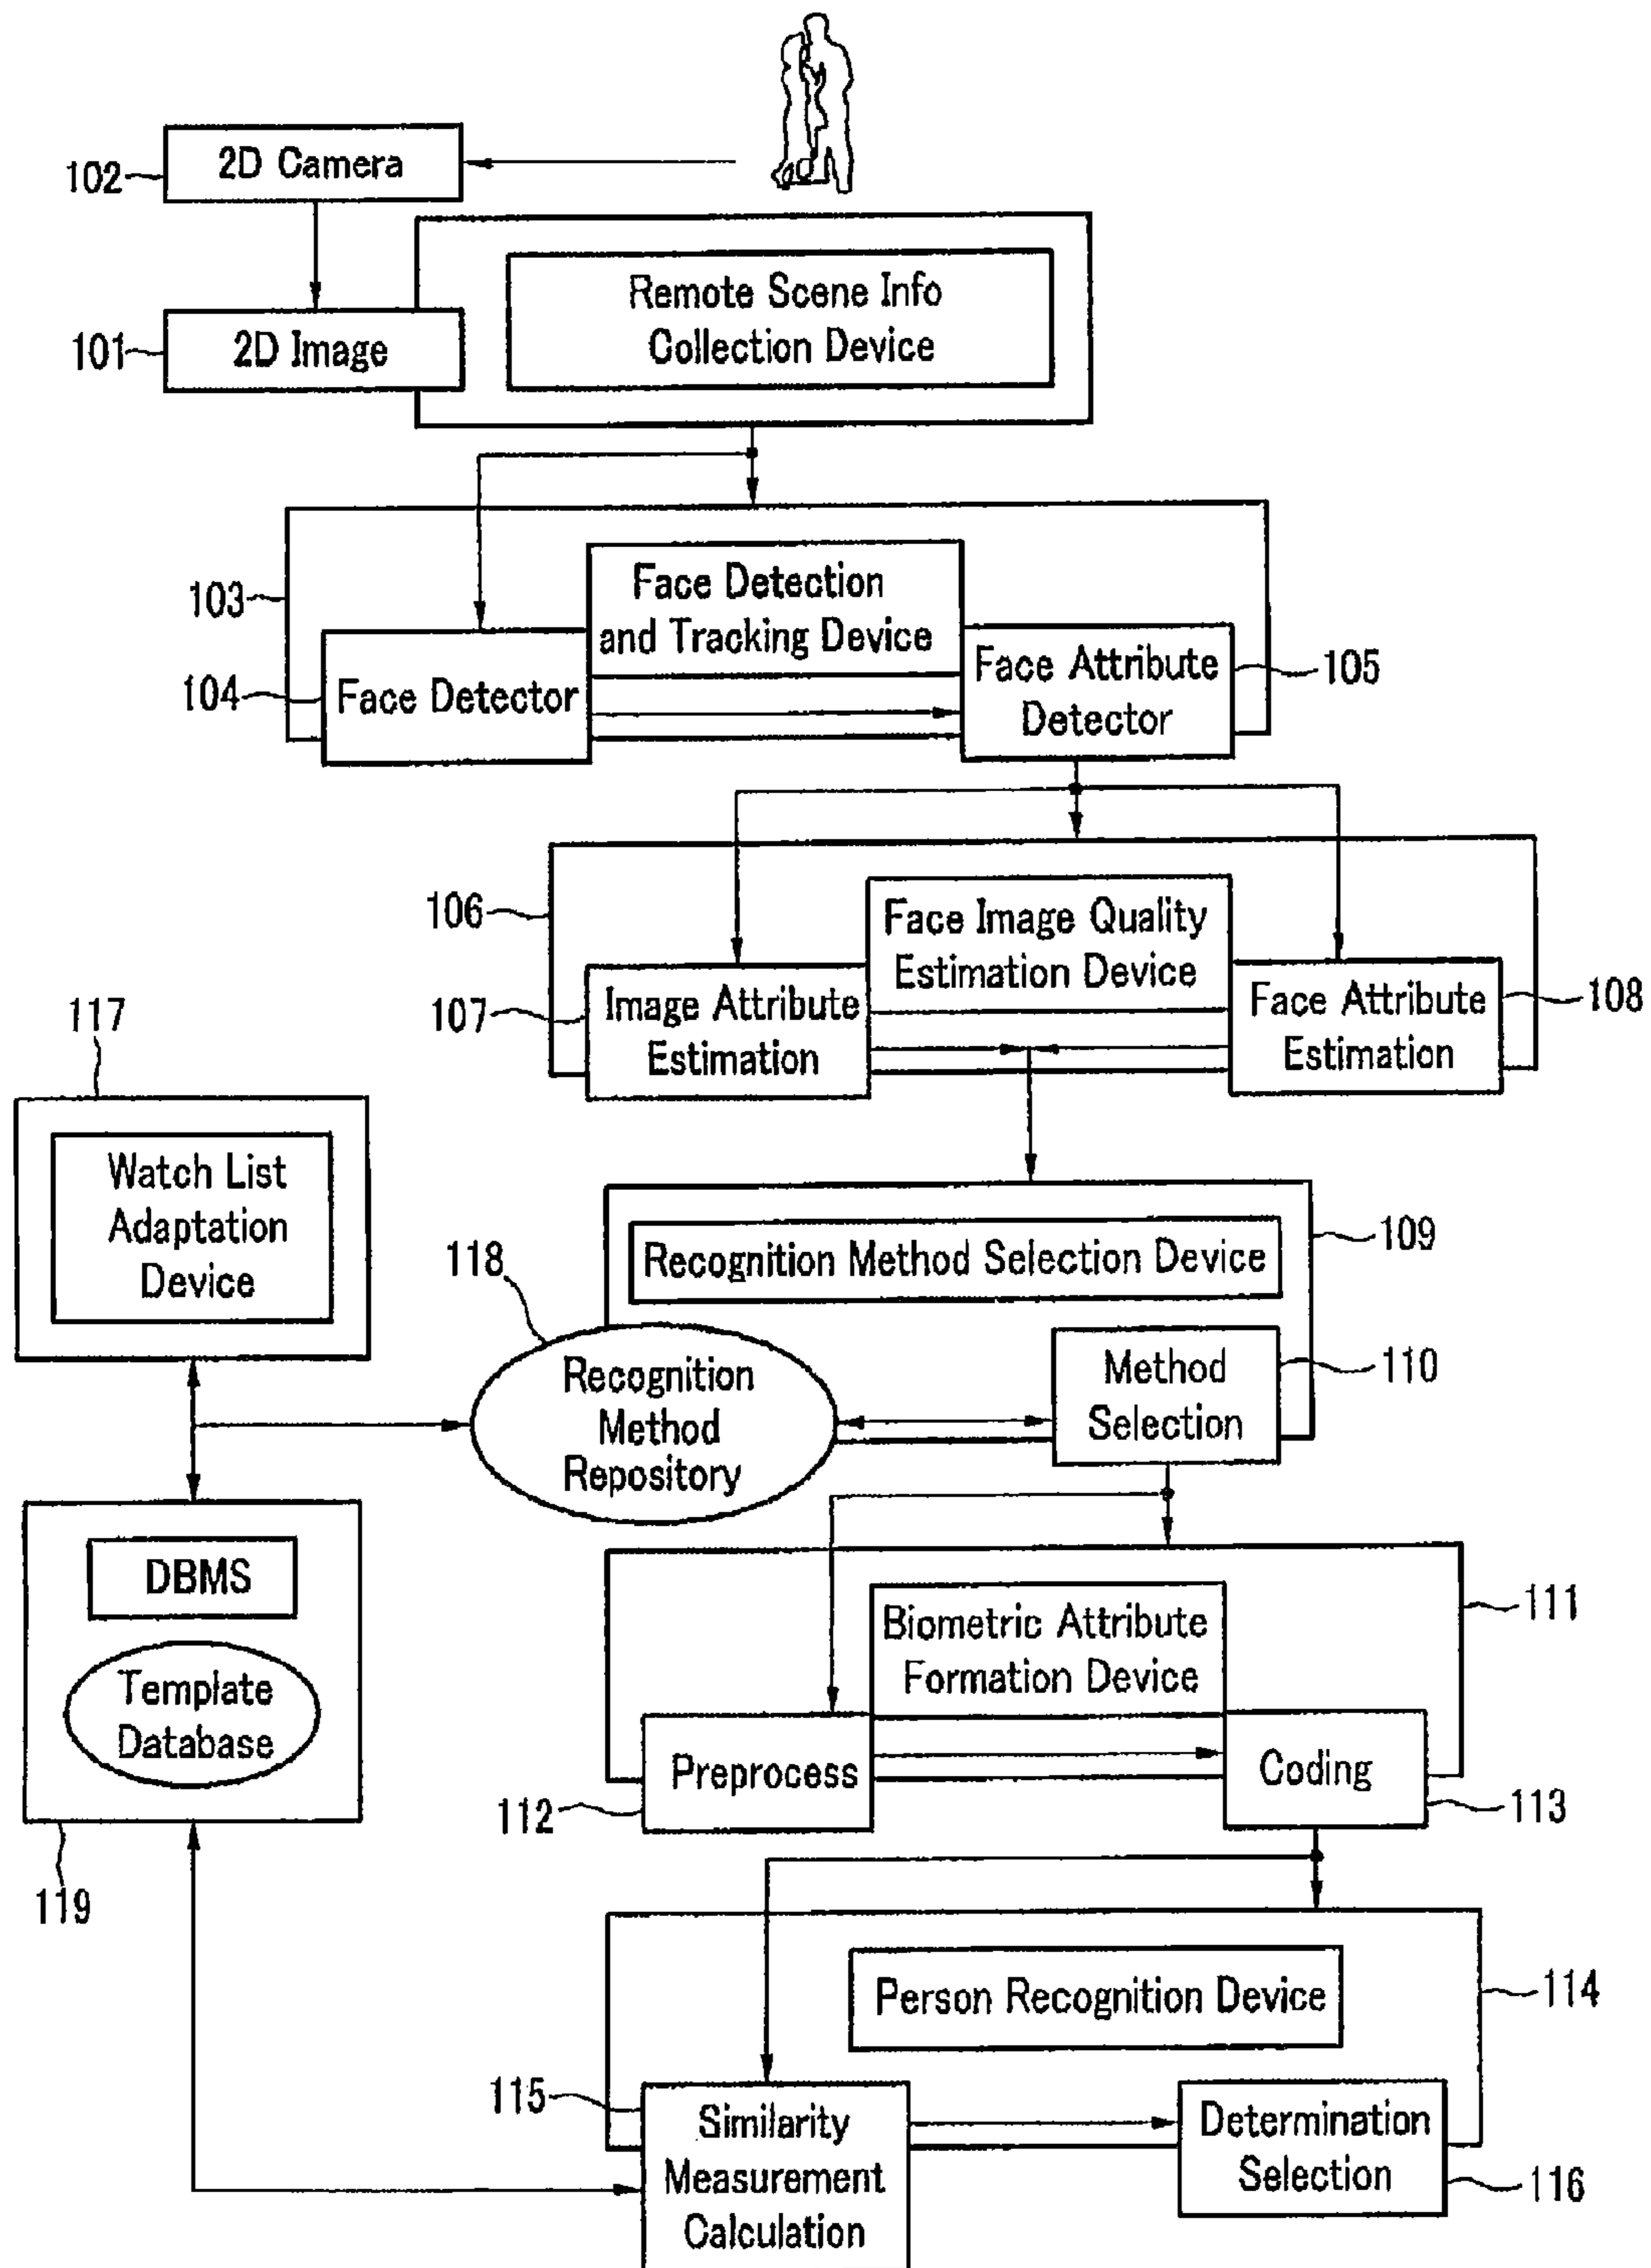 102
2D Camera
101
2D Image
Remote Scene Info
Collection Device
103
Face Detection
and Tracking Device
104
Face Detector
Face Attribute
Detector
105
106
Face Image Quality
Estimation Device
107
Image Attribute
Estimation
Face Attribute
Estimation
108
117
Watch List
Adaptation
Device
109
Recognition Method Selection Device
118
Recognition
Method
Repository
Method
Selection
110
DBMS
Template
Database
119
111
Biometric Attribute
Formation Device
Preprocess
112
Coding
113
114
Person Recognition Device
115
Similarity
Measurement
Calculation
Determination
Selection
116